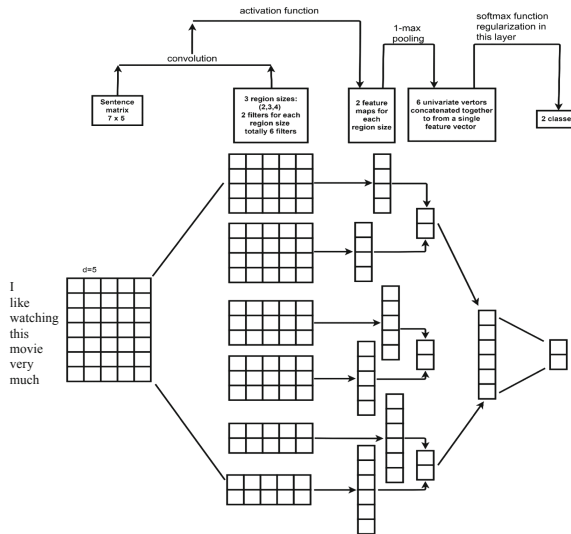 activation function
convolution
1-max
pooling
softmax function
regularization in
this layer
Sentence
matrix
7 x 5
3 region sizes:
(2,3,4)
2 filters for each
region size
totally 6 filters
2 feature
maps for
each
region size
6 univariate vertors
concatenated together
to from a single
feature vector
2 classe
d=5
I
like
watching
this
movie
very
much